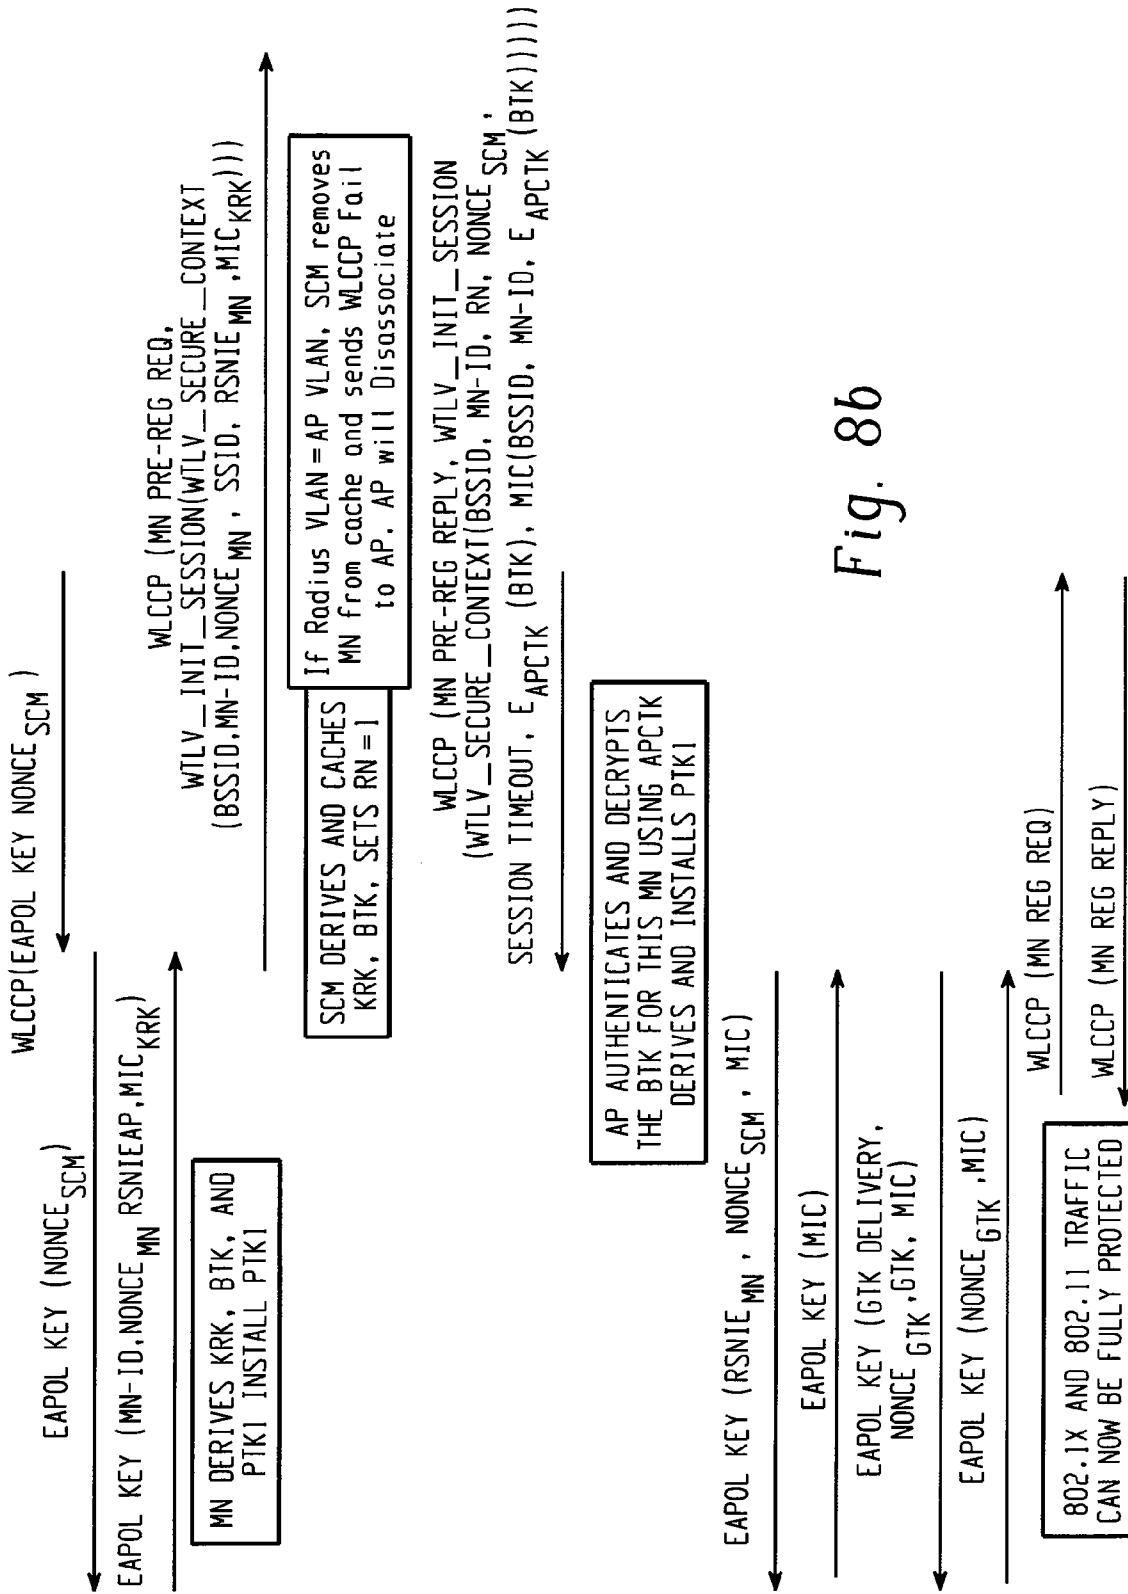 WLCCP(EAPOL KEY NONCE SCM )
EAPOL KEY (NONCE SCM)
EAPOL KEY (MN-ID,NONCE MN RSNIEAP,MIC KRK)
MN DERIVES KRK, BTK, AND
PTK1 INSTALL PTK1
WLCCP (MN PRE-REG REQ,
WTLV_INIT_SESSION(WTLV_SECURE_CONTEXT
(BSSID,MN-ID,NONCE MN , SSID, RSNIE MN ,MIC KRK)))
SCM DERIVES AND CACHES
KRK, BTK, SETS RN=1
If Radius VLAN=AP VLAN, SCM removes
MN from cache and sends WLCCP Fail
to AP, AP will Disassociate
WLCCP (MN PRE-REG REPLY, WTLV_INIT_SESSION
(WTLV_SECURE_CONTEXT(BSSID, MN-ID, RN, NONCE SCM ,
SESSION TIMEOUT, E APCTK (BTK), MIC(BSSID, MN-ID, E APCTK (BTK)))))
AP AUTHENTICATES AND DECRYPTS
THE BTK FOR THIS MN USING APCTK
DERIVES AND INSTALLS PTK1
EAPOL KEY (RSNIE MN , NONCE SCM , MIC)
EAPOL KEY (MIC)
EAPOL KEY (GTK DELIVERY,
NONCE GTK ,GTK, MIC)
EAPOL KEY (NONCE GTK ,MIC)
WLCCP (MN REG REQ)
WLCCP (MN REG REPLY)
802.1X AND 802.11 TRAFFIC
CAN NOW BE FULLY PROTECTED
Fig. 8b